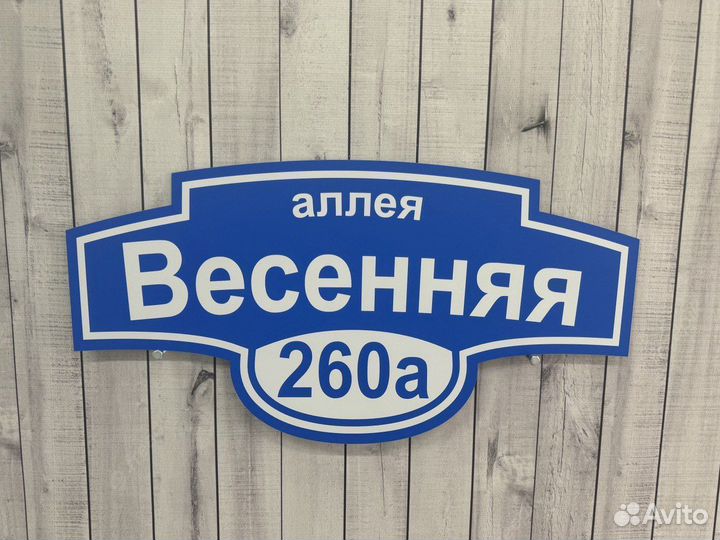 аллея
Весенняя
260а
Avito